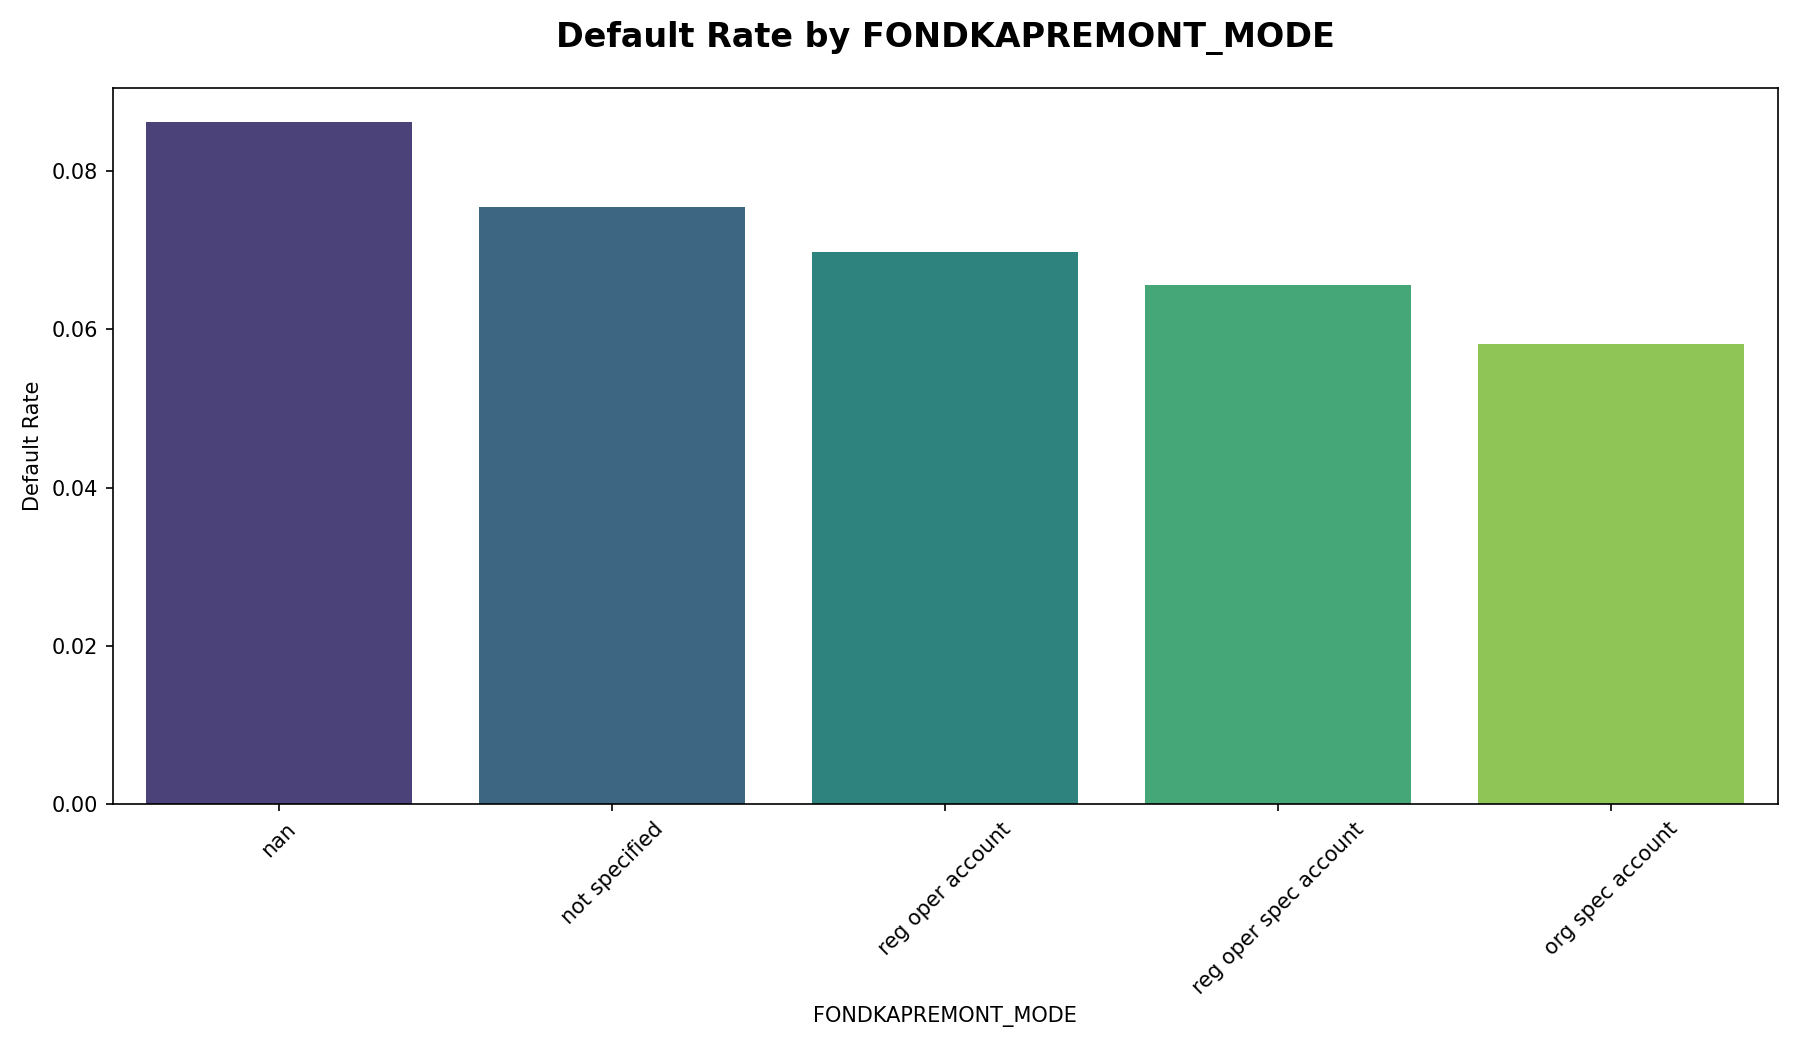 Default Rate by FONDKAPREMONT_MODE
Default Rate
0.08
0.06
0.04
0.02
0.00
nan
not specified
reg oper account
reg oper spec account
org spec account
FONDKAPREMONT_MODE